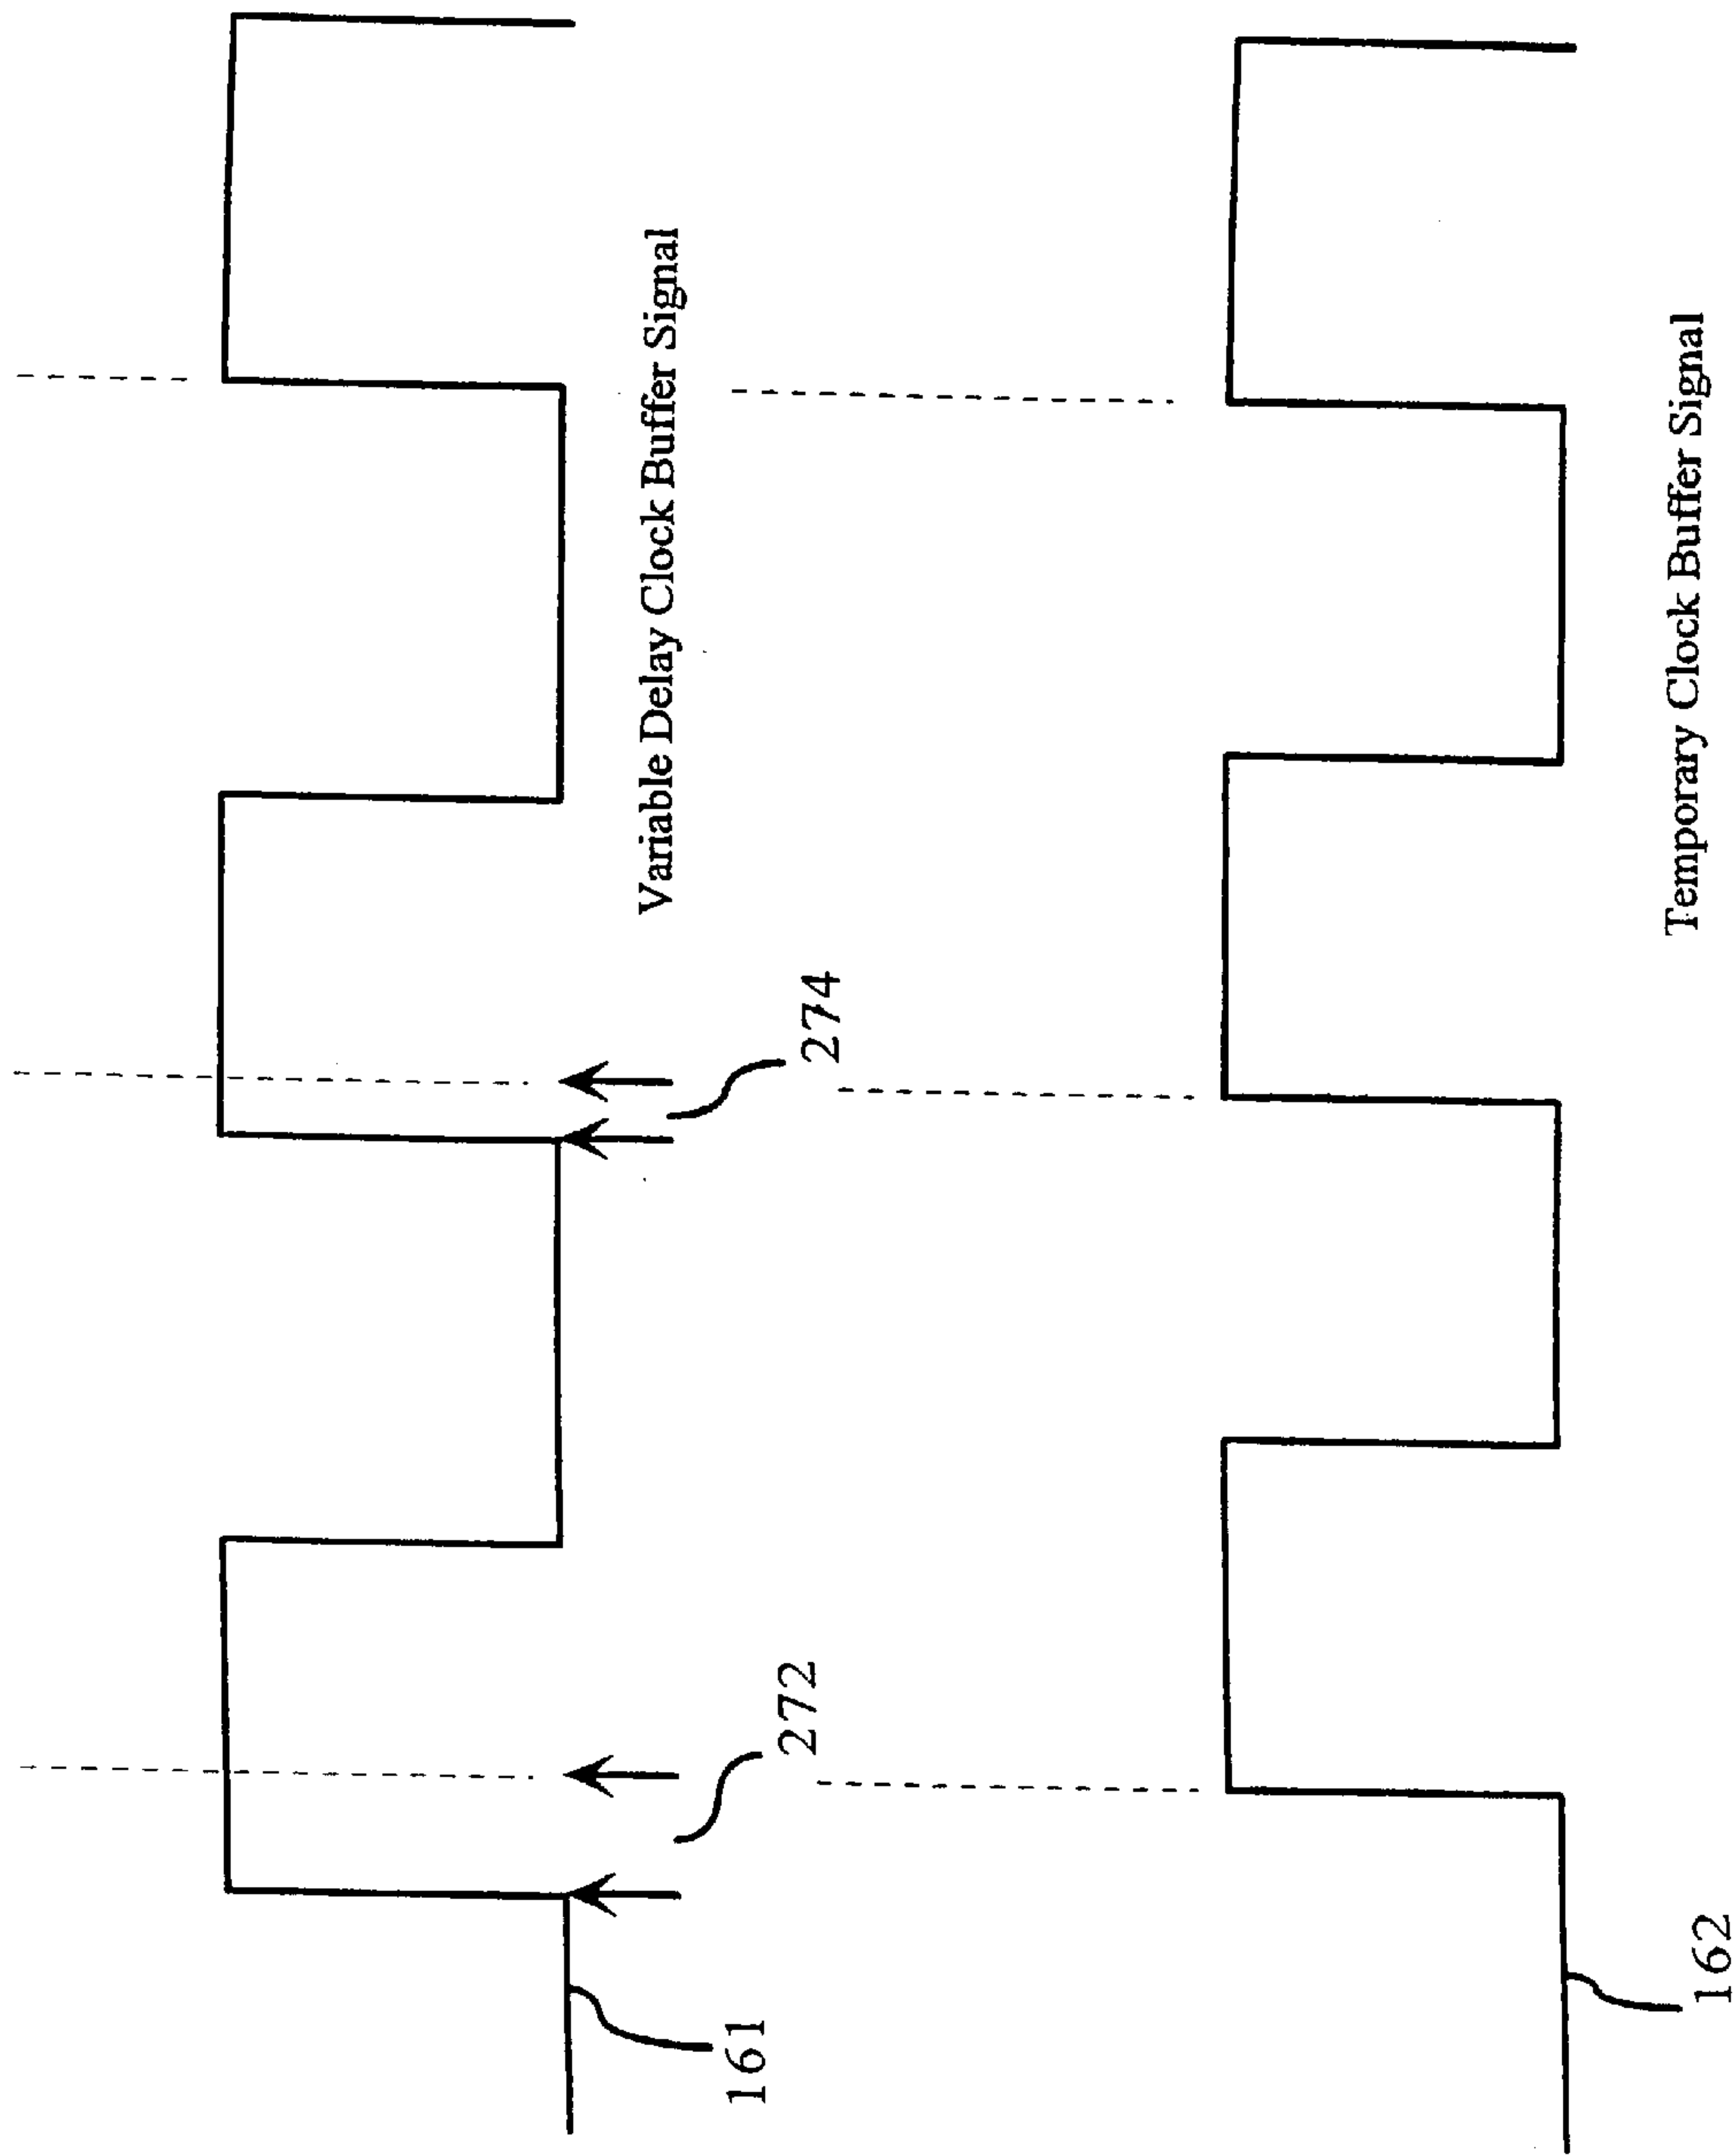 161
272
274
Variable Delay Clock Buffer Signal
162
Temporary Clock Buffer Signal